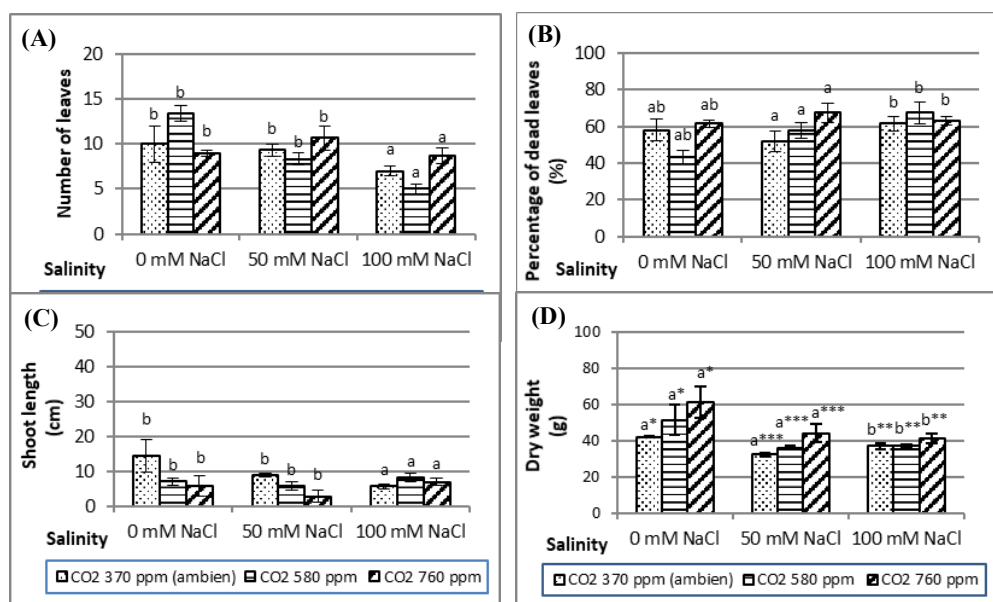 (A)
Number of leaves
20
15
10
5
0
b b b b b b a a a
Salinity 0 mM NaCl 50 mM NaCl 100 mM NaCl
(B)
Percentage of dead leaves
(%)
100
80
60
40
20
0
ab ab ab a a a b b b
Salinity 0 mM NaCl 50 mM NaCl 100 mM NaCl
(C)
Shoot length
(cm)
50
40
30
20
10
0
b b b b b b a a a
Salinity 0 mM NaCl 50 mM NaCl 100 mM NaCl
CO2 370 ppm (ambien) CO2 580 ppm CO2 760 ppm
(D)
Dry weight
(g)
100
80
60
40
20
0
a* a* a* a*** a*** a*** b** b** b**
Salinity 0 mM NaCl 50 mM NaCl 100 mM NaCl
CO2 370 ppm (ambien) CO2 580 ppm CO2 760 ppm